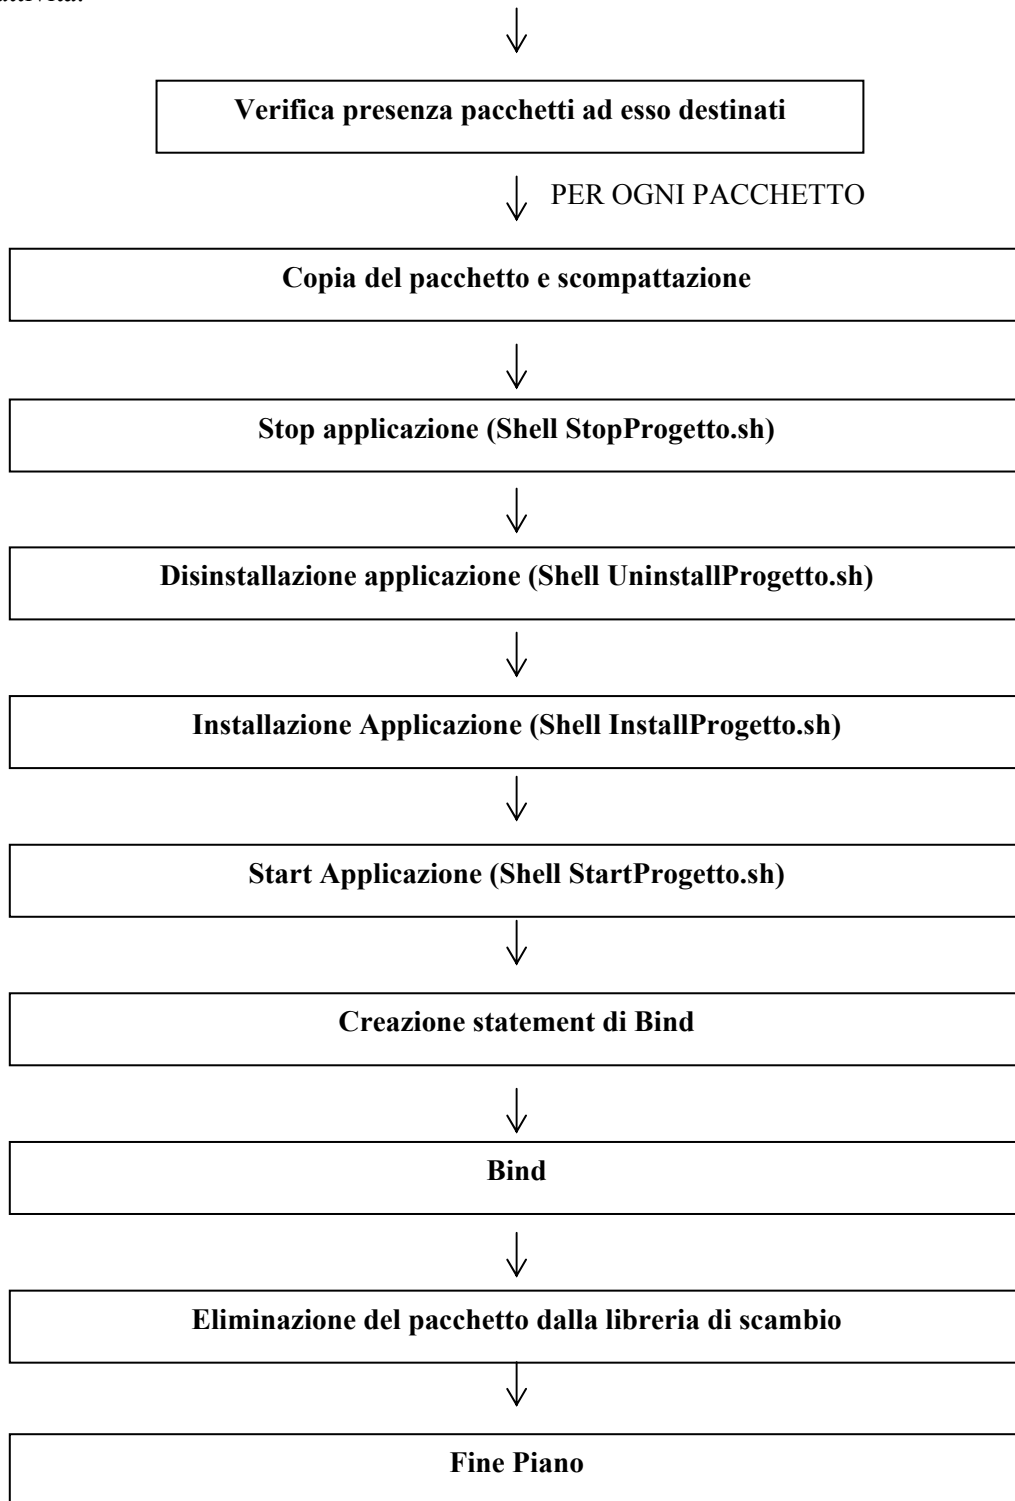 Verifica presenza pacchetti ad esso destinati
PER OGNI PACCHETTO
Copia del pacchetto e scompattazione
Stop applicazione (Shell StopProgetto.sh)
Disinstallazione applicazione (Shell UninstallProgetto.sh)
Installazione Applicazione (Shell InstallProgetto.sh)
Start Applicazione (Shell StartProgetto.sh)
Creazione statement di Bind
Bind
Eliminazione del pacchetto dalla libreria di scambio
Fine Piano